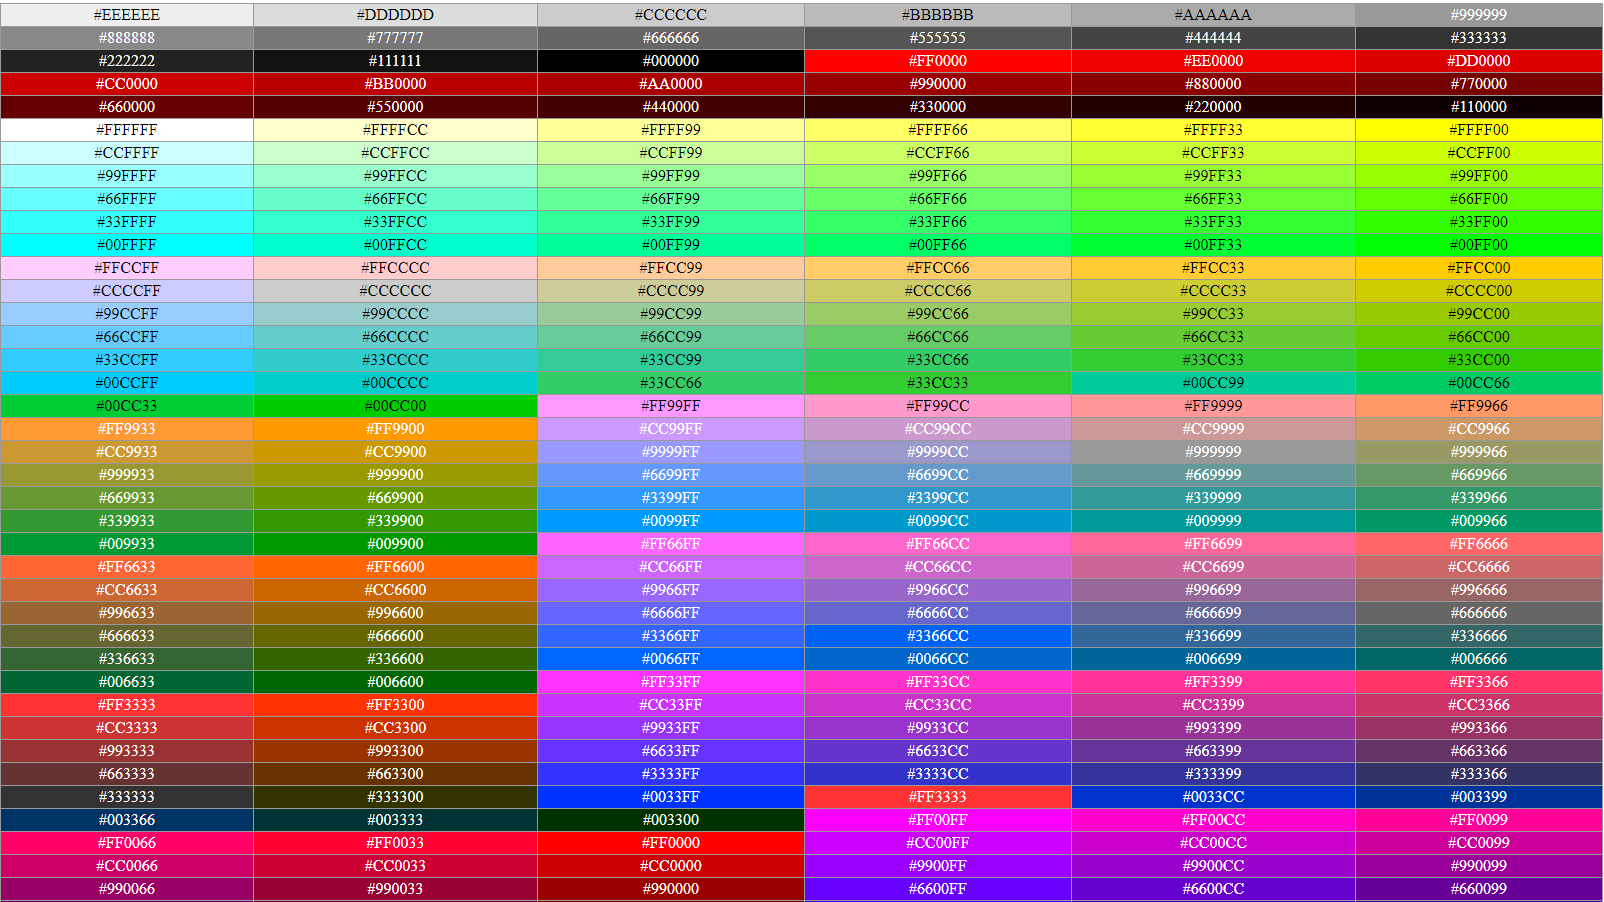 #EEEEEE #DDDDDD #CCCCCC #BBBBBB #AAAAAA #999999
#888888 #777777 #666666 #555555 #444444 #333333
#222222 #111111 #000000 #FF0000 #EE0000 #DD0000
#CC0000 #BB0000 #AA0000 #990000 #880000 #770000
#660000 #550000 #440000 #330000 #220000 #110000
#FFFFFF #FFFFCC #FFFF99 #FFFF66 #FFFF33 #FFFF00
#CCFFFF #CCFFCC #CCFF99 #CCFF66 #CCFF33 #CCFF00
#99FFFF #99FFCC #99FF99 #99FF66 #99FF33 #99FF00
#66FFFF #66FFCC #66FF99 #66FF66 #66FF33 #66FF00
#33FFFF #33FFCC #33FF99 #33FF66 #33FF33 #33FF00
#00FFFF #00FFCC #00FF99 #00FF66 #00FF33 #00FF00
#FFCCFF #FFCCCC #FFCC99 #FFCC66 #FFCC33 #FFCC00
#CCCCFF #CCCCCC #CCCC99 #CCCC66 #CCCC33 #CCCC00
#99CCFF #99CCCC #99CC99 #99CC66 #99CC33 #99CC00
#66CCFF #66CCCC #66CC99 #66CC66 #66CC33 #66CC00
#33CCFF #33CCCC #33CC99 #33CC66 #33CC33 #33CC00
#00CCFF #00CCCC #33CC66 #33CC33 #00CC99 #00CC66
#00CC33 #00CC00 #FF99FF #FF99CC #FF9999 #FF9966
#FF9933 #FF9900 #CC99FF #CC99CC #CC9999 #CC9966
#CC9933 #CC9900 #9999FF #9999CC #999999 #999966
#999933 #999900 #6699FF #6699CC #669999 #669966
#669933 #669900 #3399FF #3399CC #339999 #339966
#339933 #339900 #0099FF #0099CC #009999 #009966
#009933 #009900 #FF66FF #FF66CC #FF6699 #FF6666
#FF6633 #FF6600 #CC66FF #CC66CC #CC6699 #CC6666
#CC6633 #CC6600 #9966FF #9966CC #996699 #996666
#996633 #996600 #6666FF #6666CC #666699 #666666
#666633 #666600 #3366FF #3366CC #336699 #336666
#336633 #336600 #0066FF #0066CC #006699 #006666
#006633 #006600 #FF33FF #FF33CC #FF3399 #FF3366
#FF3333 #FF3300 #CC33FF #CC33CC #CC3399 #CC3366
#CC3333 #CC3300 #9933FF #9933CC #993399 #993366
#993333 #993300 #6633FF #6633CC #663399 #663366
#663333 #663300 #3333FF #3333CC #333399 #333366
#333333 #333300 #0033FF #FF3333 #0033CC #003399
#003366 #003333 #003300 #FF00FF #FF00CC #FF0099
#FF0066 #FF0033 #FF0000 #CC00FF #CC00CC #CC0099
#CC0066 #CC0033 #CC0000 #9900FF #9900CC #990099
#990066 #990033 #990000 #6600FF #6600CC #660099